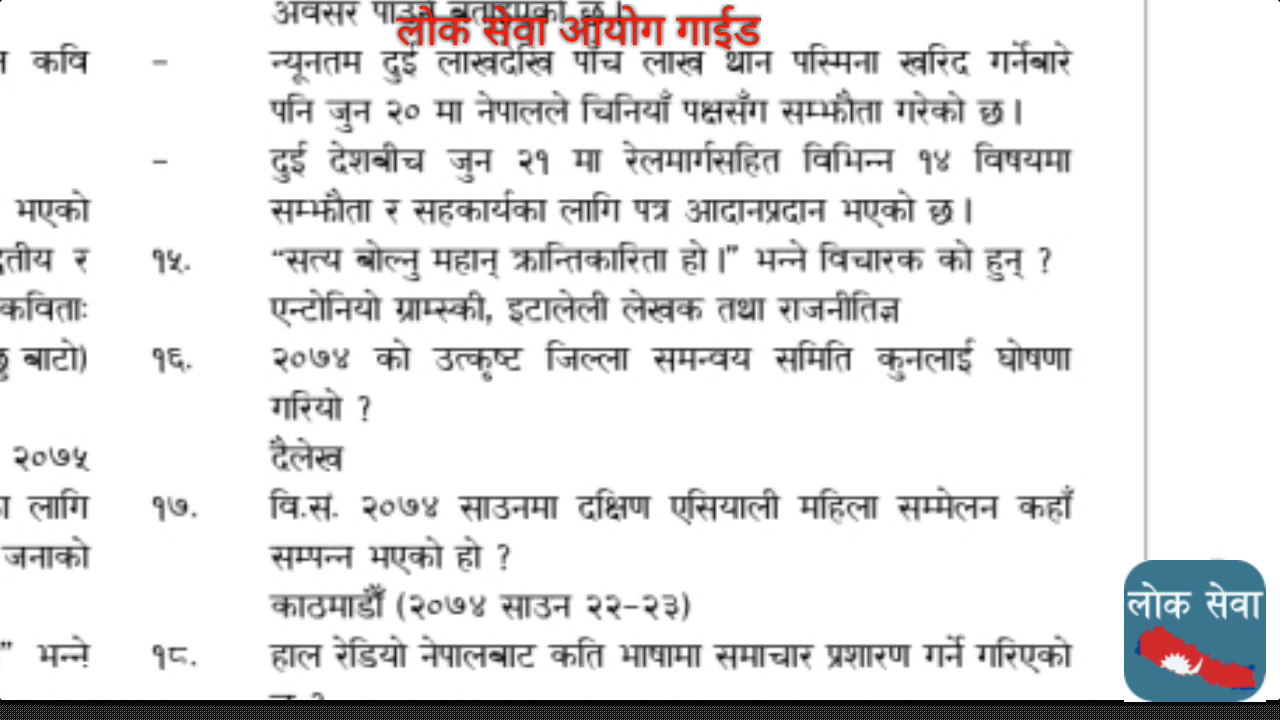 अवसर पाउने बताइएको छ।
लोक सेवा आयोग गाईड
कवि
– न्यूनतम दुई लाखदेखि पाँच लाख थान पस्मिना खरिद गर्नेबारे
पनि जुन २० मा नेपालले चिनियाँ पक्षसँग सम्झौता गरेको छ।
– दुई देशबीच जुन २१ मा रेलमार्गसहित विभिन्न १४ विषयमा
भएको
सम्झौता र सहकार्यका लागि पत्र आदानप्रदान भएको छ।
र
१५. “सत्य बोल्नु महान् क्रान्तिकारिता हो।” भन्ने विचारक को हुन् ?
कविताः
एन्टोनियो ग्राम्स्की, इटालेली लेखक तथा राजनीतिज्ञ
बाटो)
१६. २०७४ को उत्कृष्ट जिल्ला समन्वय समिति कुनलाई घोषणा
गरियो ?
२०७५
दैलेख
लागि
१७. वि.सं. २०७४ साउनमा दक्षिण एसियाली महिला सम्मेलन कहाँ
जनाको
सम्पन्न भएको हो ?
काठमाडौँ (२०७४ साउन २२–२३)
” भन्ने
१८. हाल रेडियो नेपालबाट कति भाषामा समाचार प्रशारण गर्ने गरिएको
लोक सेवा